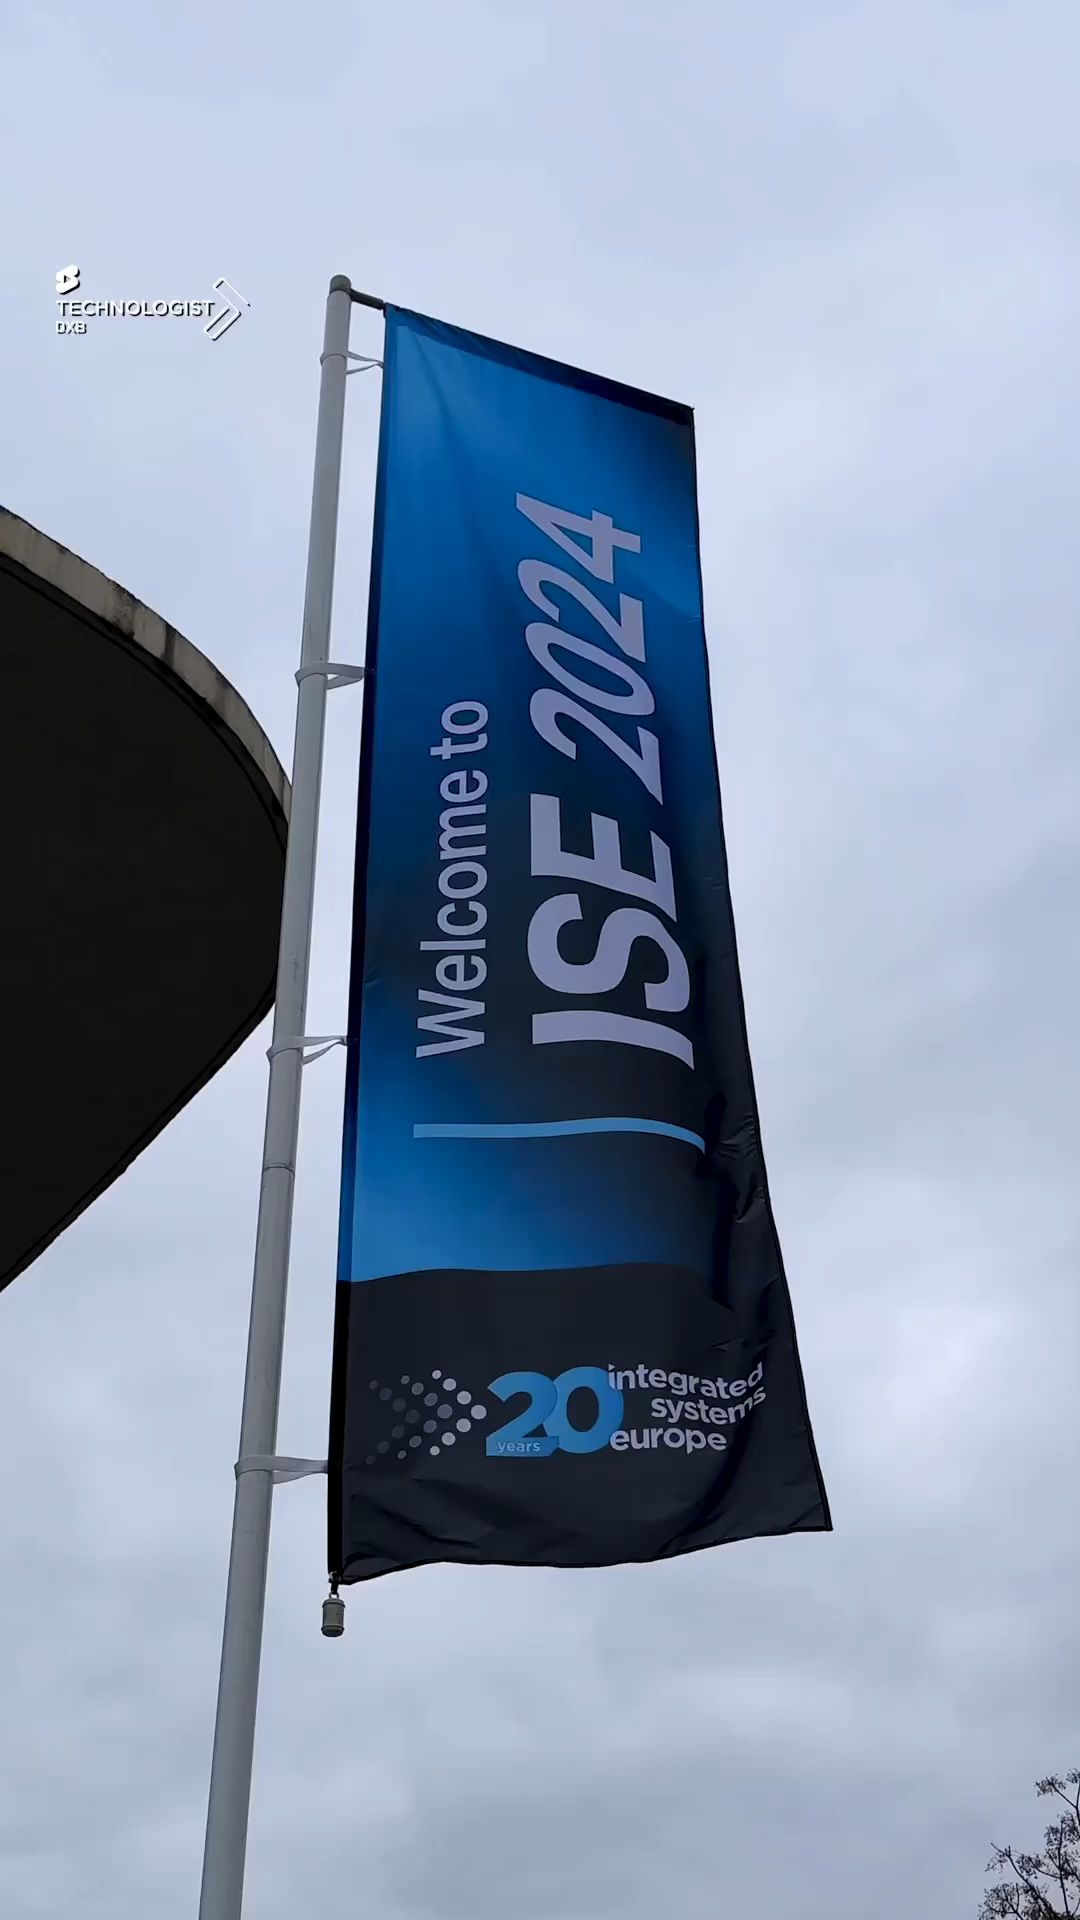 TECHNOLOGIST
DXB
Welcome to
ISE 2024
20
years
integrated
systems
europe